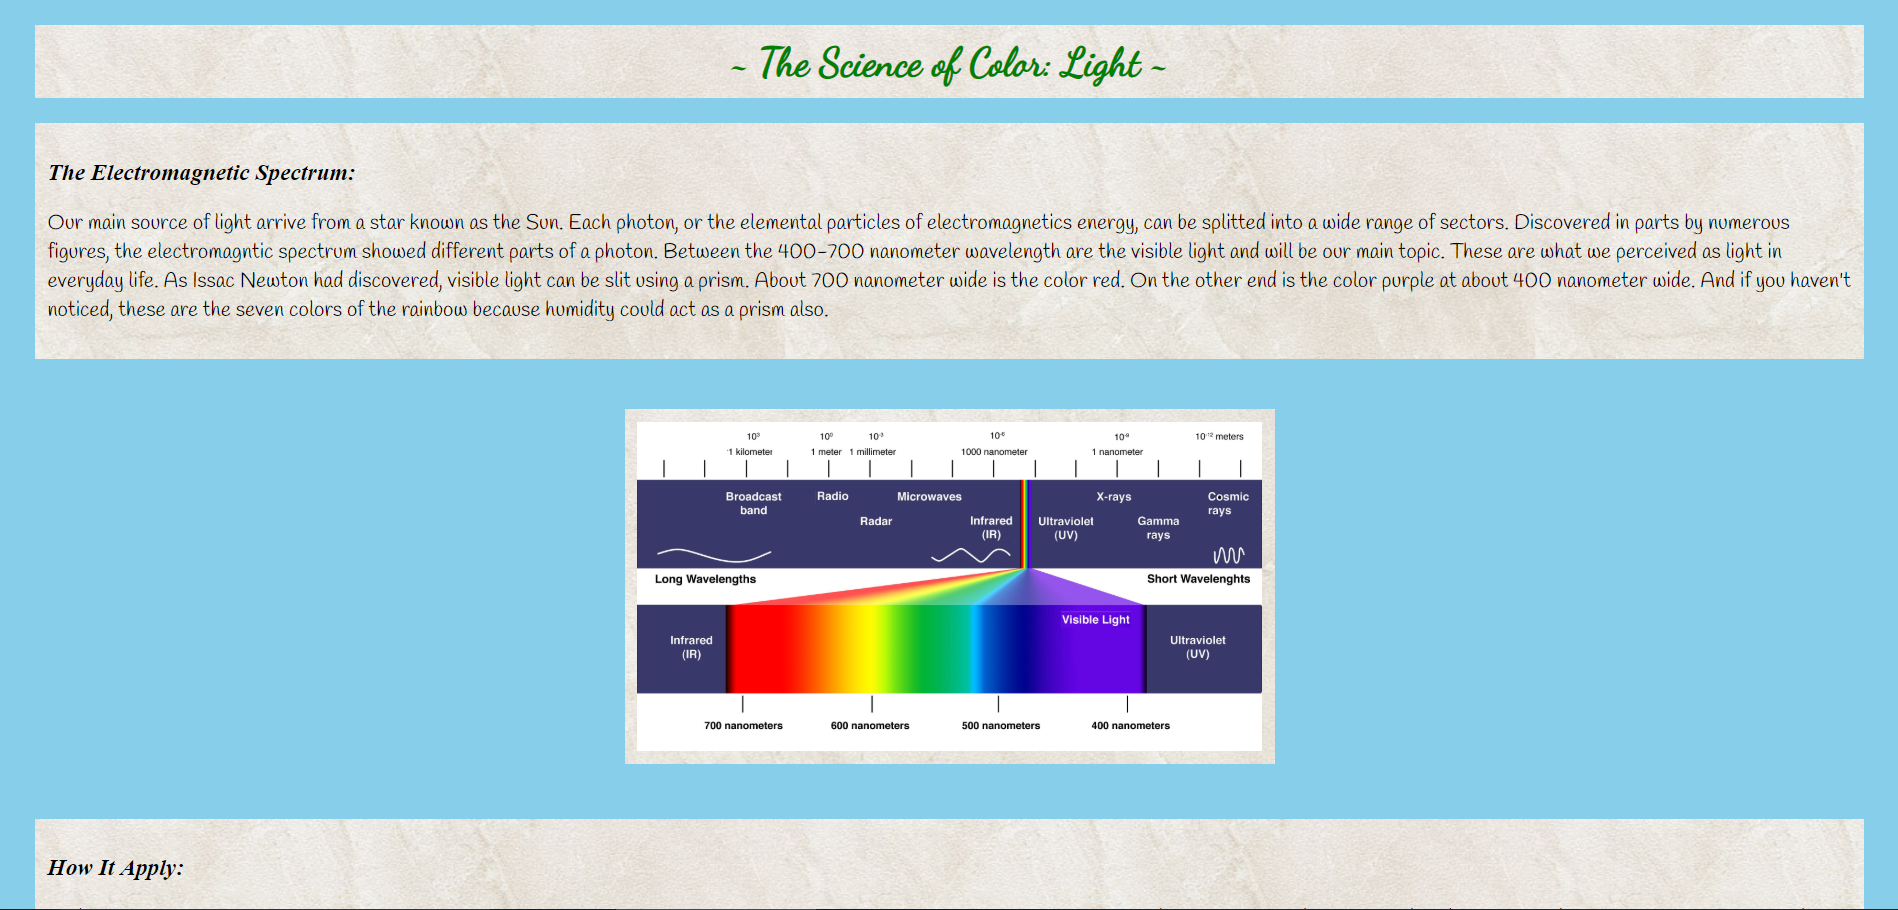 ~ The Science of Color: Light ~
The Electromagnetic Spectrum:
Our main source of light arrive from a star known as the Sun. Each photon, or the elemental particles of electromagnetics energy, can be splitted into a wide range of sectors. Discovered in parts by numerous
figures, the electromagntic spectrum showed different parts of a photon. Between the 400-700 nanometer wavelength are the visible light and will be our main topic. These are what we perceived as light in
everyday life. As Issac Newton had discovered, visible light can be slit using a prism. About 700 nanometer wide is the color red. On the other end is the color purple at about 400 nanometer wide. And if you haven't
noticed, these are the seven colors of the rainbow because humidity could act as a prism also.
10³ 10⁰ 10⁻³ 10⁻⁶ 10⁻⁹ 10⁻¹² meters
1 kilometer 1 meter 1 millimeter 1000 nanometer 1 nanometer
Broadcast band Radio Microwaves X-rays Cosmic rays
Radar Infrared (IR) Ultraviolet (UV) Gamma rays
Long Wavelengths Short Wavelenghts
Visible Light
Infrared (IR) Ultraviolet (UV)
700 nanometers 600 nanometers 500 nanometers 400 nanometers
How It Apply: